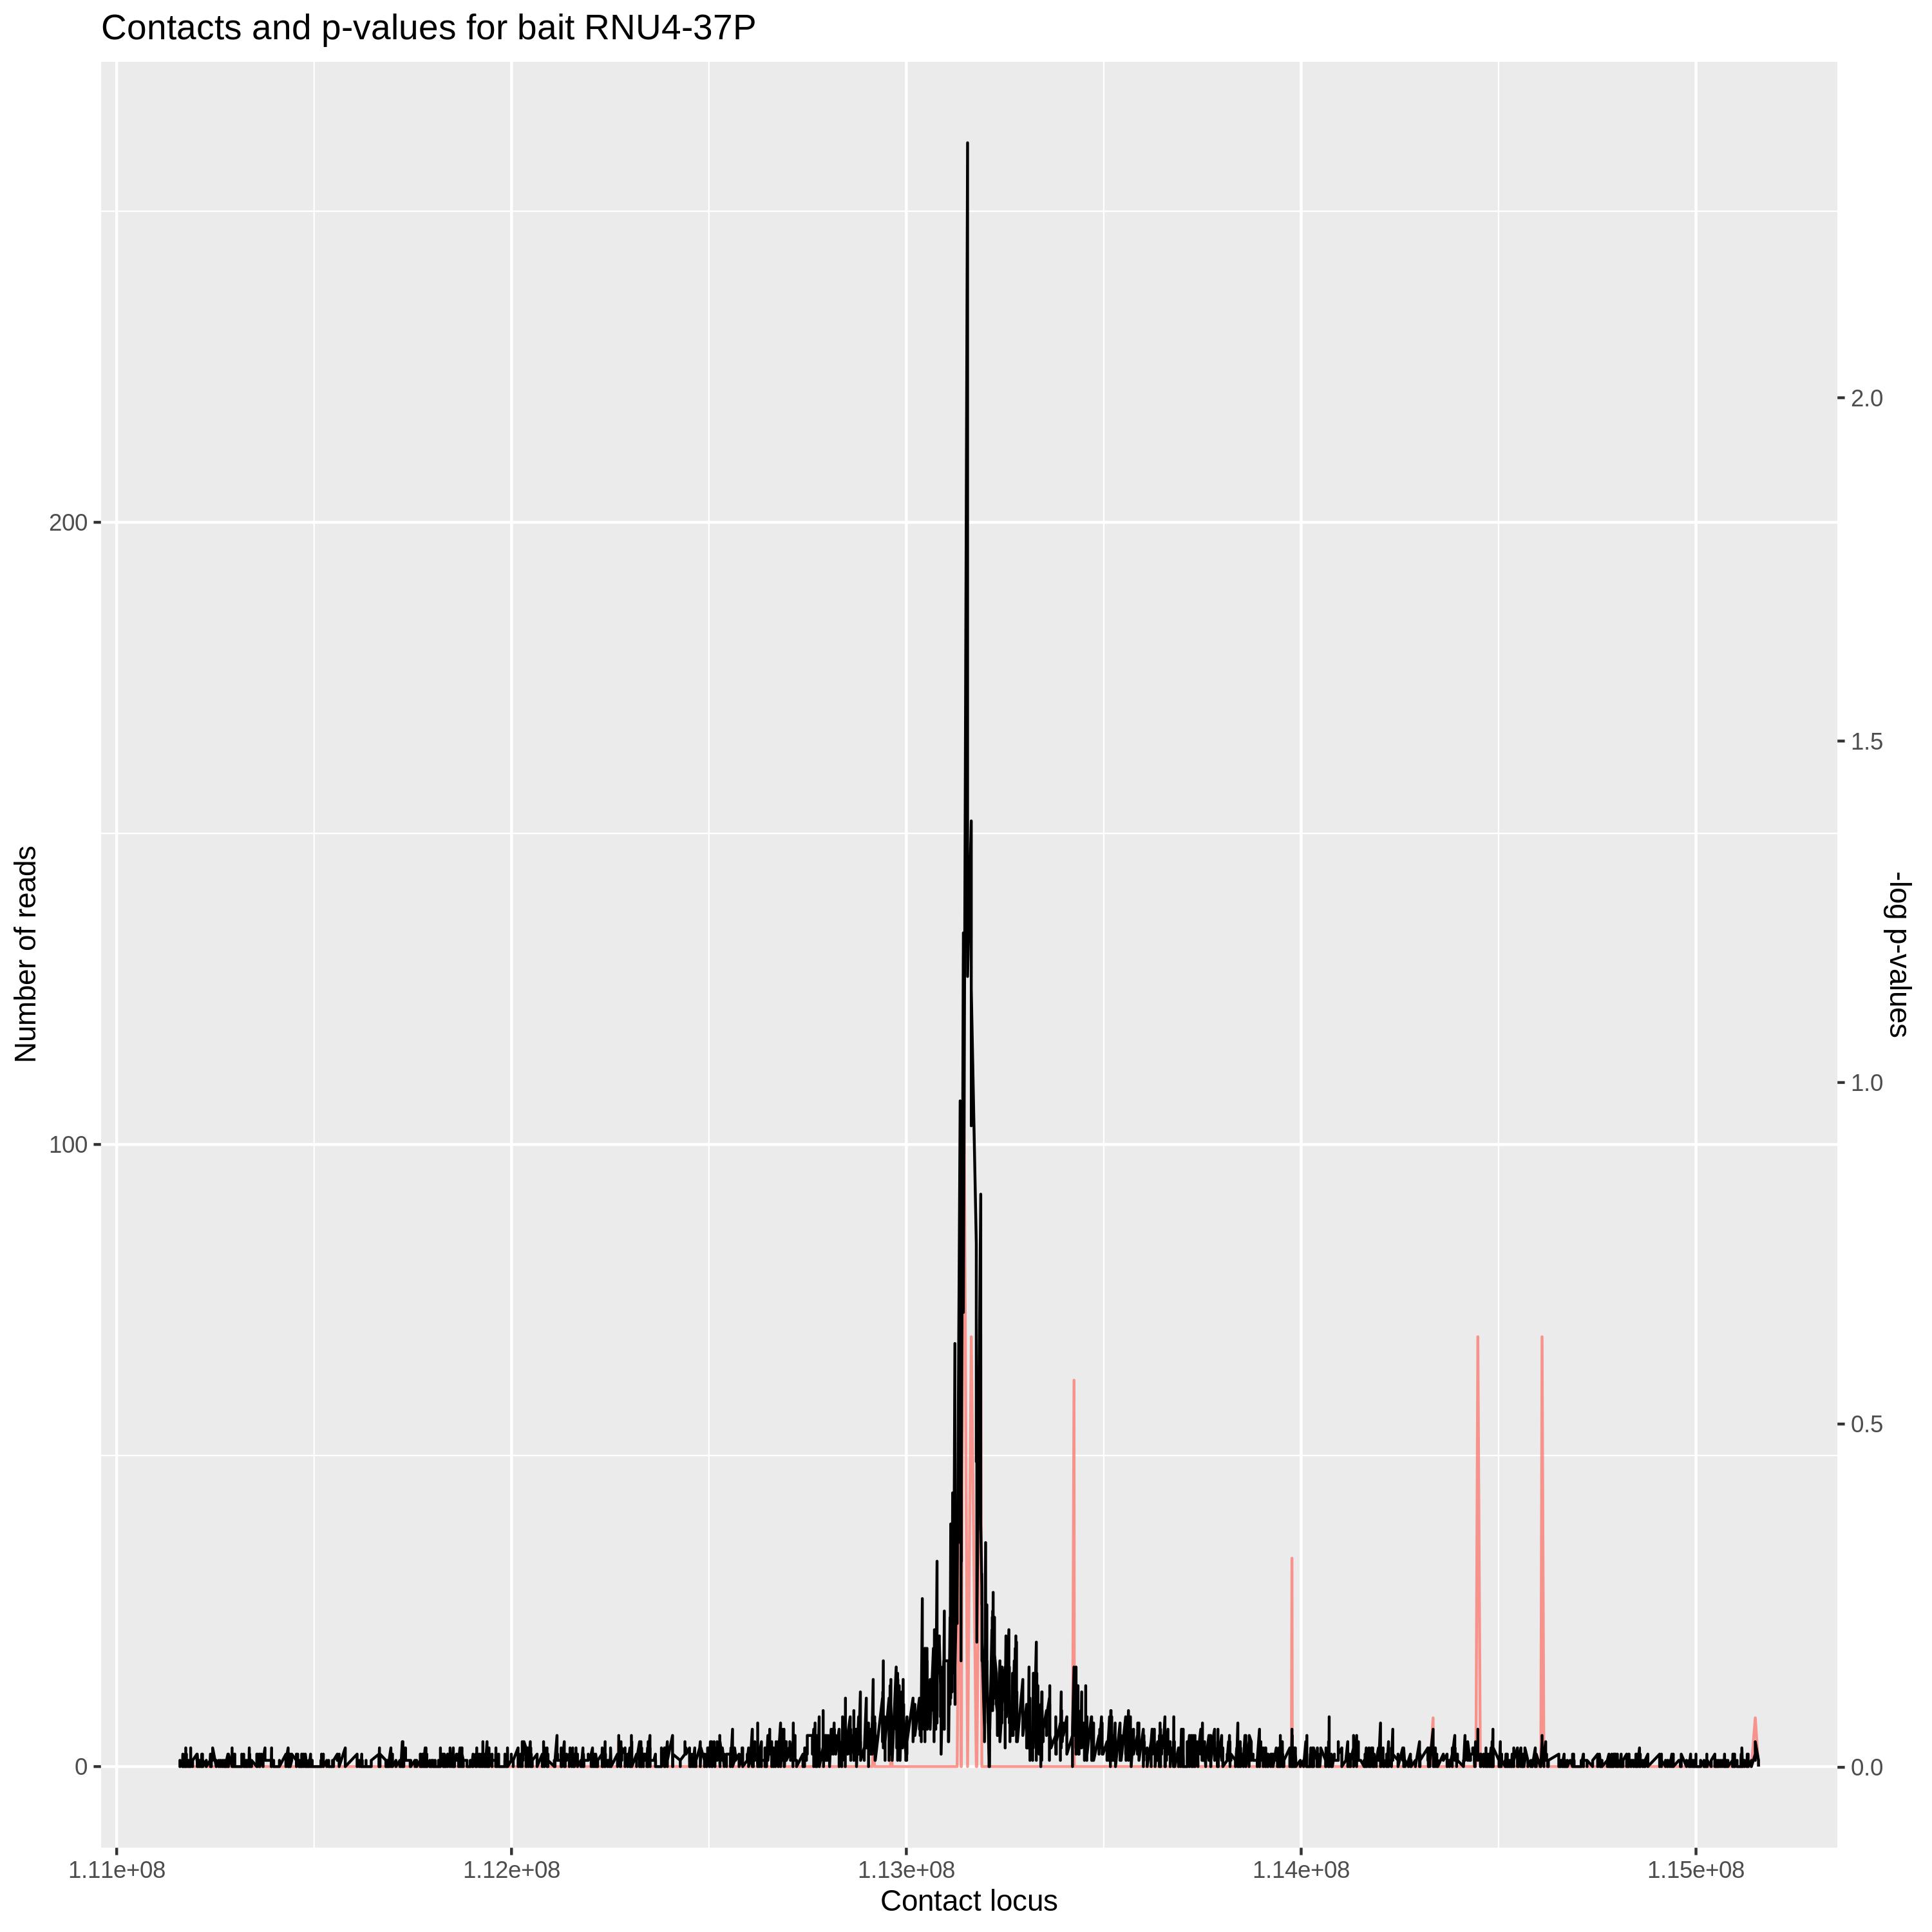 Contacts and p-values for bait RNU4-37P
Number of reads
200
100
0
2.0
1.5
1.0
0.5
0.0
-log p-values
1.11e+08
1.12e+08
1.13e+08
1.14e+08
1.15e+08
Contact locus